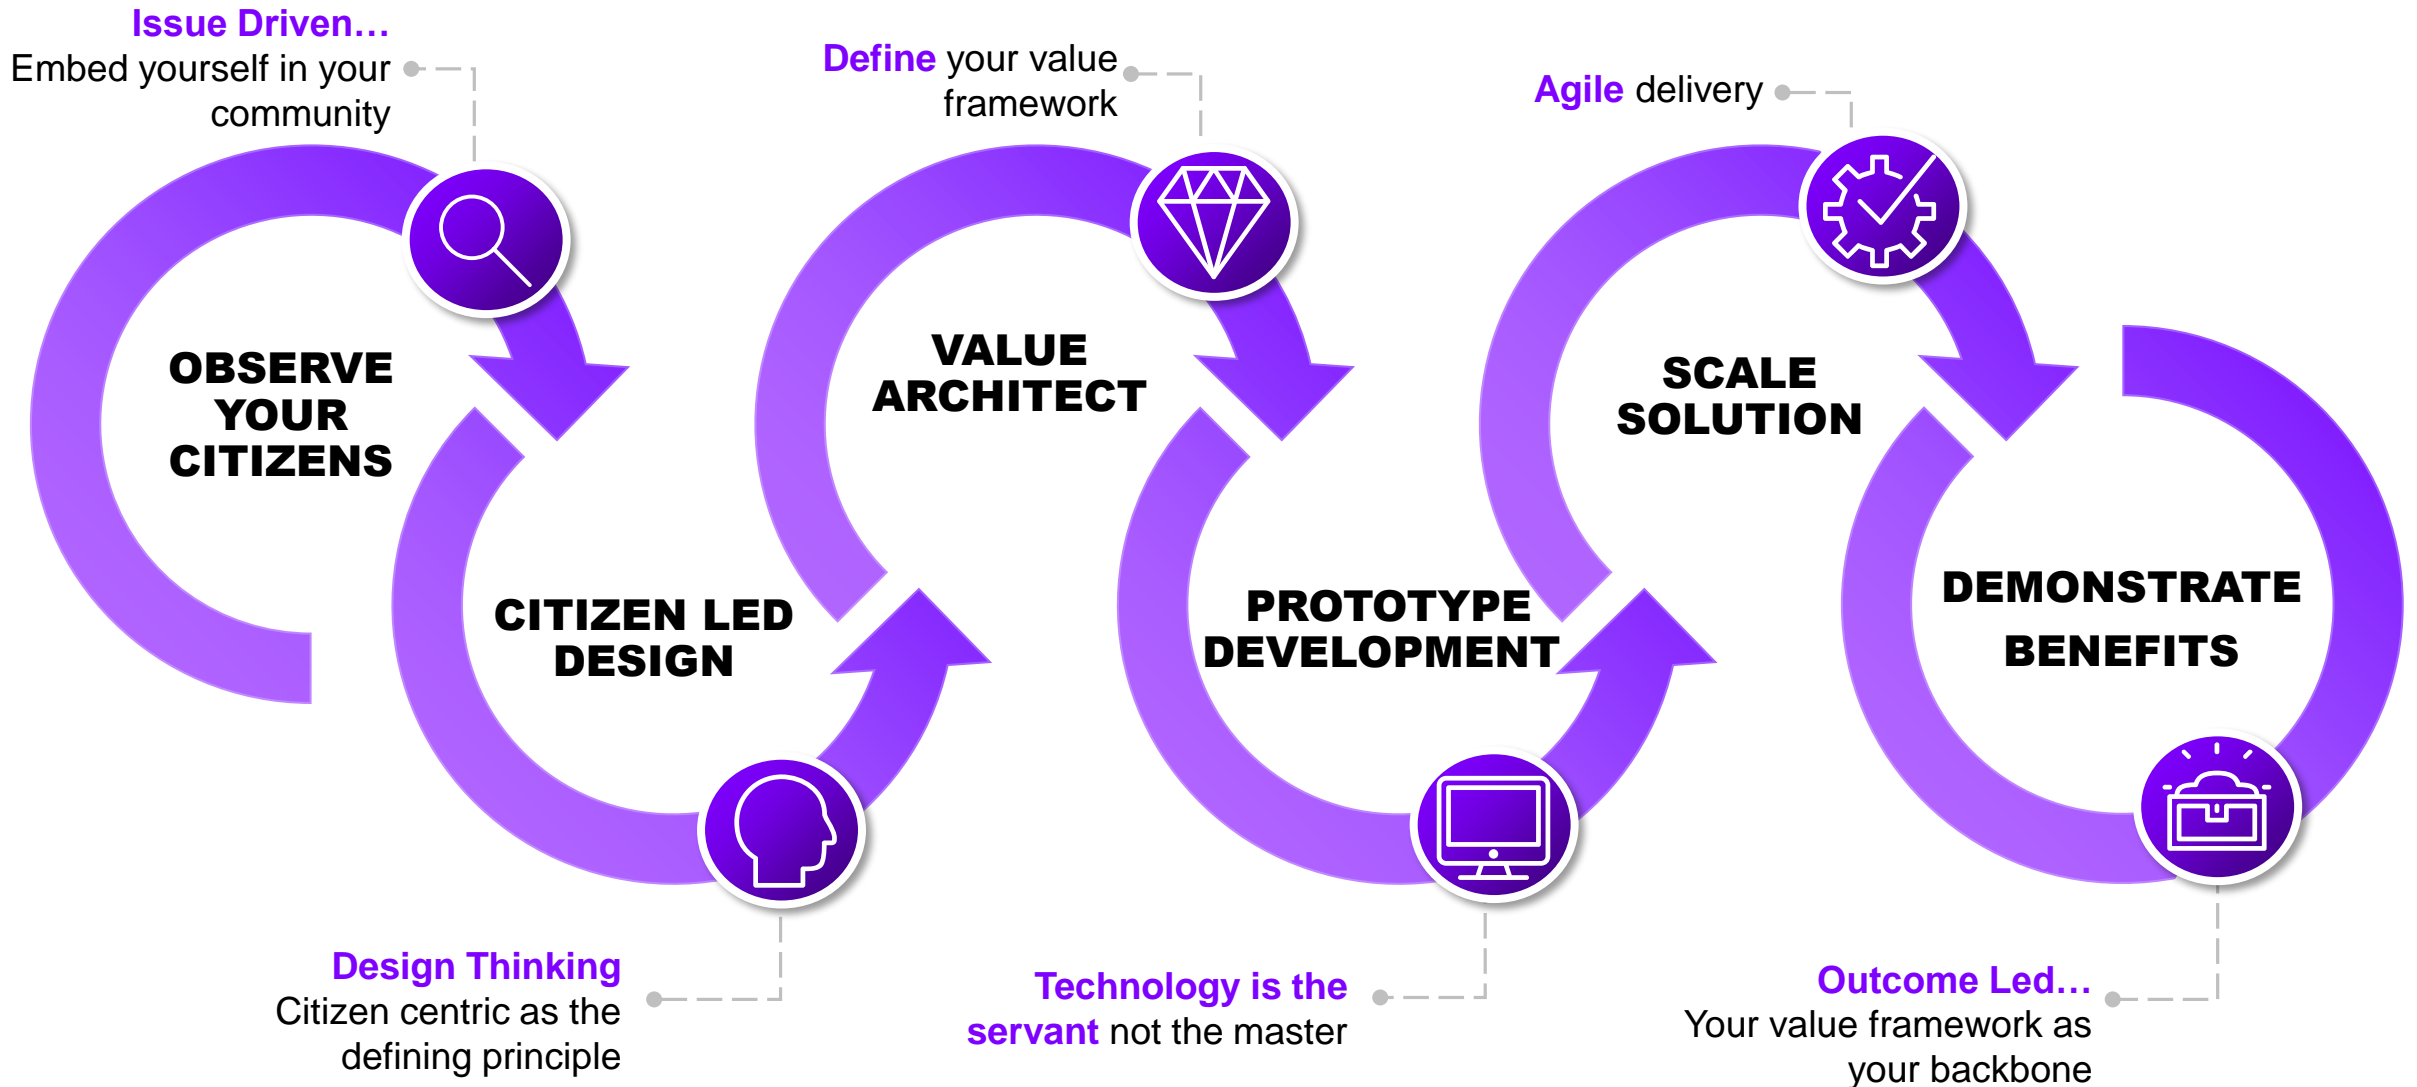 Issue Driven…
Embed yourself in your
community
OBSERVE
YOUR
CITIZENS
CITIZEN LED
DESIGN
Design Thinking
Citizen centric as the
defining principle
Define your value
framework
VALUE
ARCHITECT
PROTOTYPE
DEVELOPMENT
Technology is the
servant not the master
Agile delivery
SCALE
SOLUTION
DEMONSTRATE
BENEFITS
Outcome Led…
Your value framework as
your backbone